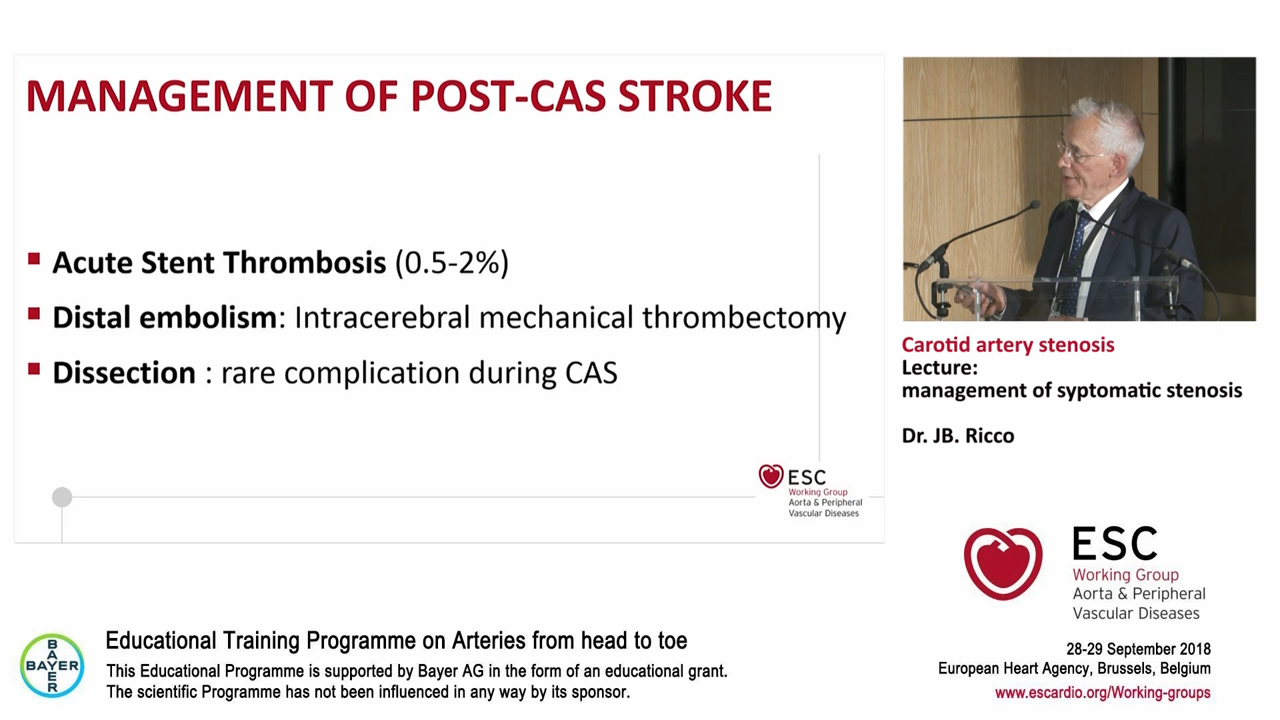 MANAGEMENT OF POST-CAS STROKE
Acute Stent Thrombosis (0.5-2%)
Distal embolism: Intracerebral mechanical thrombectomy
Dissection : rare complication during CAS
ESC
Working Group
Aorta & Peripheral
Vascular Diseases
Carotid artery stenosis
Lecture:
management of syptomatic stenosis
Dr. JB. Ricco
ESC
Working Group
Aorta & Peripheral
Vascular Diseases
BAYER
BAYER
Educational Training Programme on Arteries from head to toe
This Educational Programme is supported by Bayer AG in the form of an educational grant.
The scientific Programme has not been influenced in any way by its sponsor.
28-29 September 2018
European Heart Agency, Brussels, Belgium
www.escardio.org/Working-groups